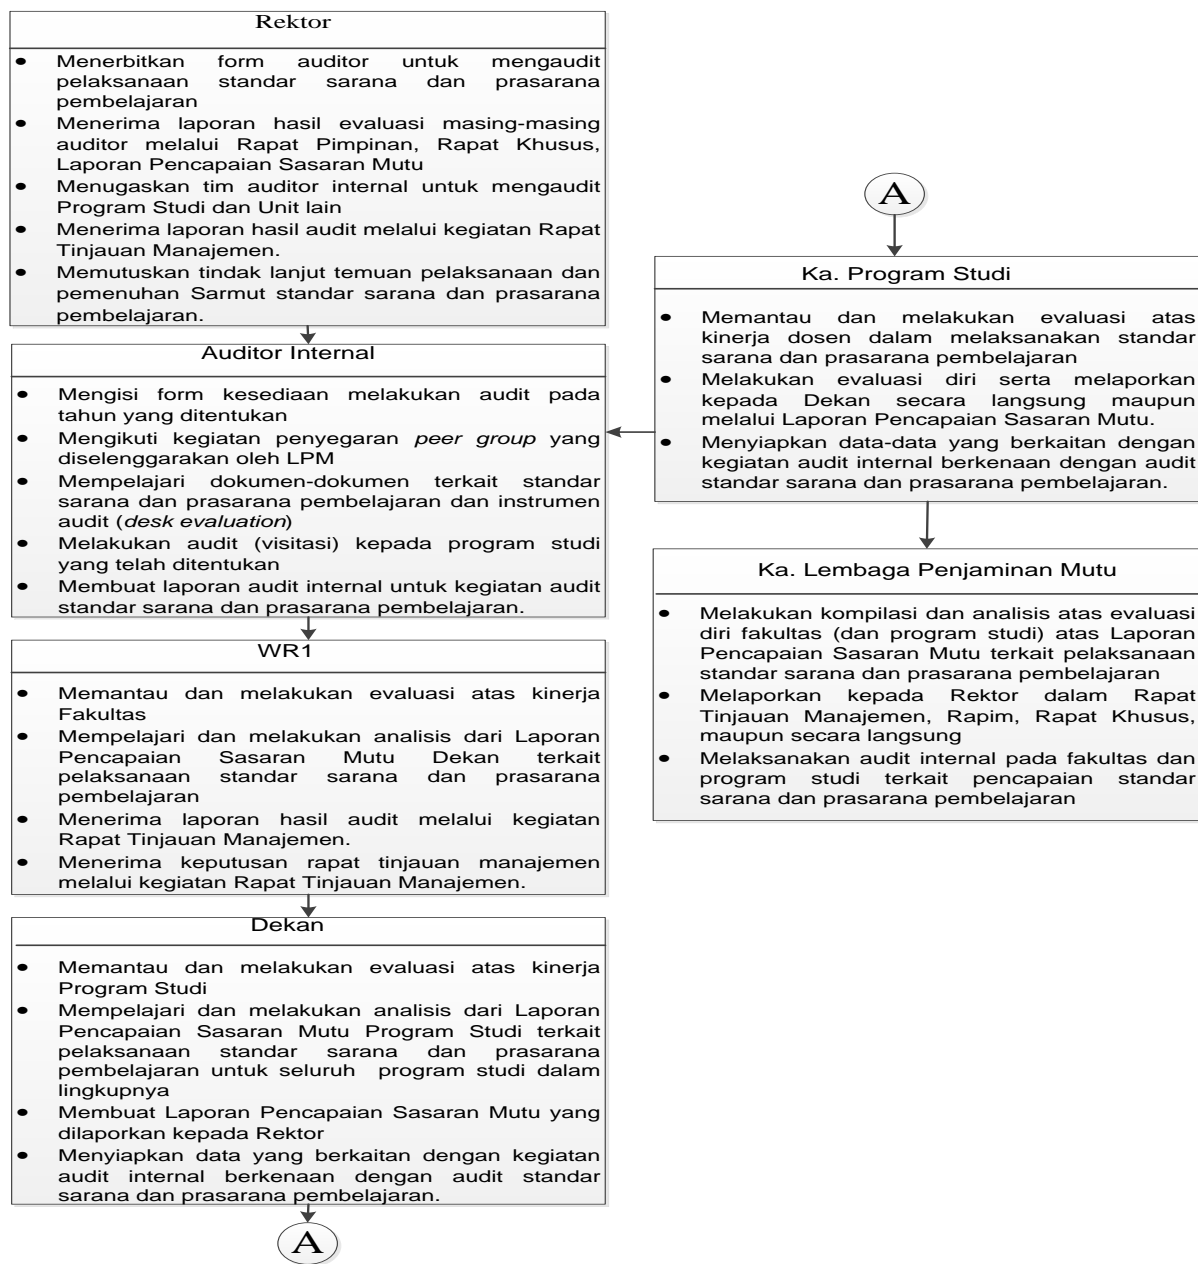 Rektor
• Menerbitkan form auditor untuk mengaudit
pelaksanaan standar sarana dan prasarana
pembelajaran
• Menerima laporan hasil evaluasi masing-masing
auditor melalui Rapat Pimpinan, Rapat Khusus,
Laporan Pencapaian Sasaran Mutu
• Menugaskan tim auditor internal untuk mengaudit
Program Studi dan Unit lain
• Menerima laporan hasil audit melalui kegiatan Rapat
Tinjauan Manajemen.
• Memutuskan tindak lanjut temuan pelaksanaan dan
pemenuhan Sarmut standar sarana dan prasarana
pembelajaran.
Auditor Internal
• Mengisi form kesediaan melakukan audit pada
tahun yang ditentukan
• Mengikuti kegiatan penyegaran peer group yang
diselenggarakan oleh LPM
• Mempelajari dokumen-dokumen terkait standar
sarana dan prasarana pembelajaran dan instrumen
audit (desk evaluation)
• Melakukan audit (visitasi) kepada program studi
yang telah ditentukan
• Membuat laporan audit internal untuk kegiatan audit
standar sarana dan prasarana pembelajaran.
WR1
• Memantau dan melakukan evaluasi atas kinerja
Fakultas
• Mempelajari dan melakukan analisis dari Laporan
Pencapaian Sasaran Mutu Dekan terkait
pelaksanaan standar sarana dan prasarana
pembelajaran
• Menerima laporan hasil audit melalui kegiatan
Rapat Tinjauan Manajemen.
• Menerima keputusan rapat tinjauan manajemen
melalui kegiatan Rapat Tinjauan Manajemen.
Dekan
• Memantau dan melakukan evaluasi atas kinerja
Program Studi
• Mempelajari dan melakukan analisis dari Laporan
Pencapaian Sasaran Mutu Program Studi terkait
pelaksanaan standar sarana dan prasarana
pembelajaran untuk seluruh program studi dalam
lingkupnya
• Membuat Laporan Pencapaian Sasaran Mutu yang
dilaporkan kepada Rektor
• Menyiapkan data yang berkaitan dengan kegiatan
audit internal berkenaan dengan audit standar
sarana dan prasarana pembelajaran.
A
A
Ka. Program Studi
• Memantau dan melakukan evaluasi atas
kinerja dosen dalam melaksanakan standar
sarana dan prasarana pembelajaran
• Melakukan evaluasi diri serta melaporkan
kepada Dekan secara langsung maupun
melalui Laporan Pencapaian Sasaran Mutu.
• Menyiapkan data-data yang berkaitan dengan
kegiatan audit internal berkenaan dengan audit
standar sarana dan prasarana pembelajaran.
Ka. Lembaga Penjaminan Mutu
• Melakukan kompilasi dan analisis atas evaluasi
diri fakultas (dan program studi) atas Laporan
Pencapaian Sasaran Mutu terkait pelaksanaan
standar sarana dan prasarana pembelajaran
• Melaporkan kepada Rektor dalam Rapat
Tinjauan Manajemen, Rapim, Rapat Khusus,
maupun secara langsung
• Melaksanakan audit internal pada fakultas dan
program studi terkait pencapaian standar
sarana dan prasarana pembelajaran